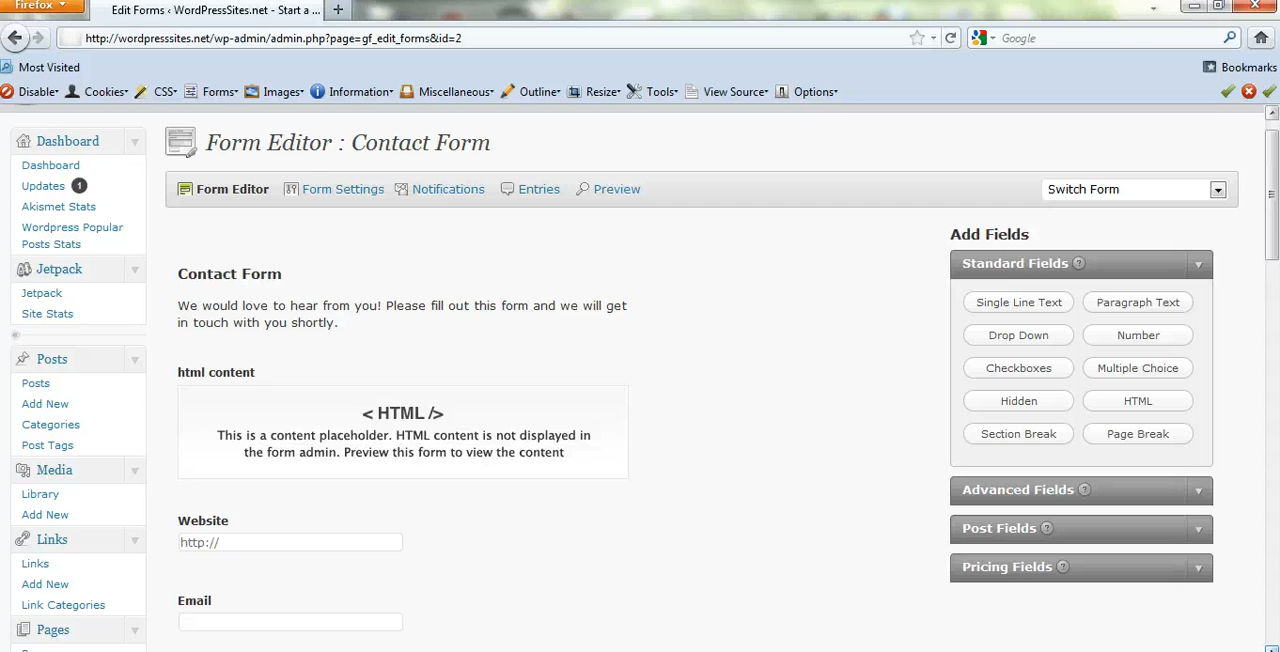 Firefox
Edit Forms ‹ WordPressSites.net - Start a ...
http://wordpresssites.net/wp-admin/admin.php?page=gf_edit_forms&id=2
Google
Most Visited
Bookmarks
Disable
Cookies
CSS
Forms
Images
Information
Miscellaneous
Outline
Resize
Tools
View Source
Options
Dashboard
Dashboard
Updates 1
Akismet Stats
Wordpress Popular
Posts Stats
Jetpack
Jetpack
Site Stats
Posts
Posts
Add New
Categories
Post Tags
Media
Library
Add New
Links
Links
Add New
Link Categories
Pages
Form Editor : Contact Form
Form Editor
Form Settings
Notifications
Entries
Preview
Switch Form
Contact Form
We would love to hear from you! Please fill out this form and we will get
in touch with you shortly.
html content
< HTML />
This is a content placeholder. HTML content is not displayed in
the form admin. Preview this form to view the content
Website
http://
Email
Add Fields
Standard Fields ?
Single Line Text
Paragraph Text
Drop Down
Number
Checkboxes
Multiple Choice
Hidden
HTML
Section Break
Page Break
Advanced Fields ?
Post Fields ?
Pricing Fields ?